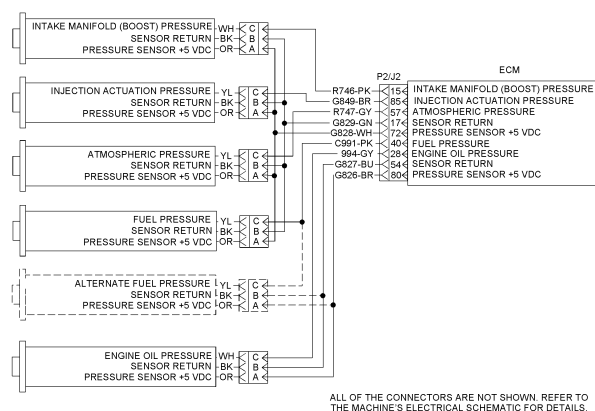 INTAKE MANIFOLD (BOOST) PRESSURE WH C
SENSOR RETURN BK B
PRESSURE SENSOR +5 VDC OR A
INJECTION ACTUATION PRESSURE YL C
SENSOR RETURN BK B
PRESSURE SENSOR +5 VDC OR A
ATMOSPHERIC PRESSURE YL C
SENSOR RETURN BK B
PRESSURE SENSOR +5 VDC OR A
FUEL PRESSURE YL C
SENSOR RETURN BK B
PRESSURE SENSOR +5 VDC OR A
ALTERNATE FUEL PRESSURE YL C
SENSOR RETURN BK B
PRESSURE SENSOR +5 VDC OR A
ENGINE OIL PRESSURE WH C
SENSOR RETURN BK B
PRESSURE SENSOR +5 VDC OR A
P2/J2
ECM
R746-PK 15 INTAKE MANIFOLD (BOOST) PRESSURE
G849-BR 85 INJECTION ACTUATION PRESSURE
R747-GY 57 ATMOSPHERIC PRESSURE
G829-GN 17 SENSOR RETURN
G828-WH 72 PRESSURE SENSOR +5 VDC
C991-PK 40 FUEL PRESSURE
994-GY 28 ENGINE OIL PRESSURE
G827-BU 54 SENSOR RETURN
G826-BR 80 PRESSURE SENSOR +5 VDC
ALL OF THE CONNECTORS ARE NOT SHOWN. REFER TO
THE MACHINE'S ELECTRICAL SCHEMATIC FOR DETAILS.